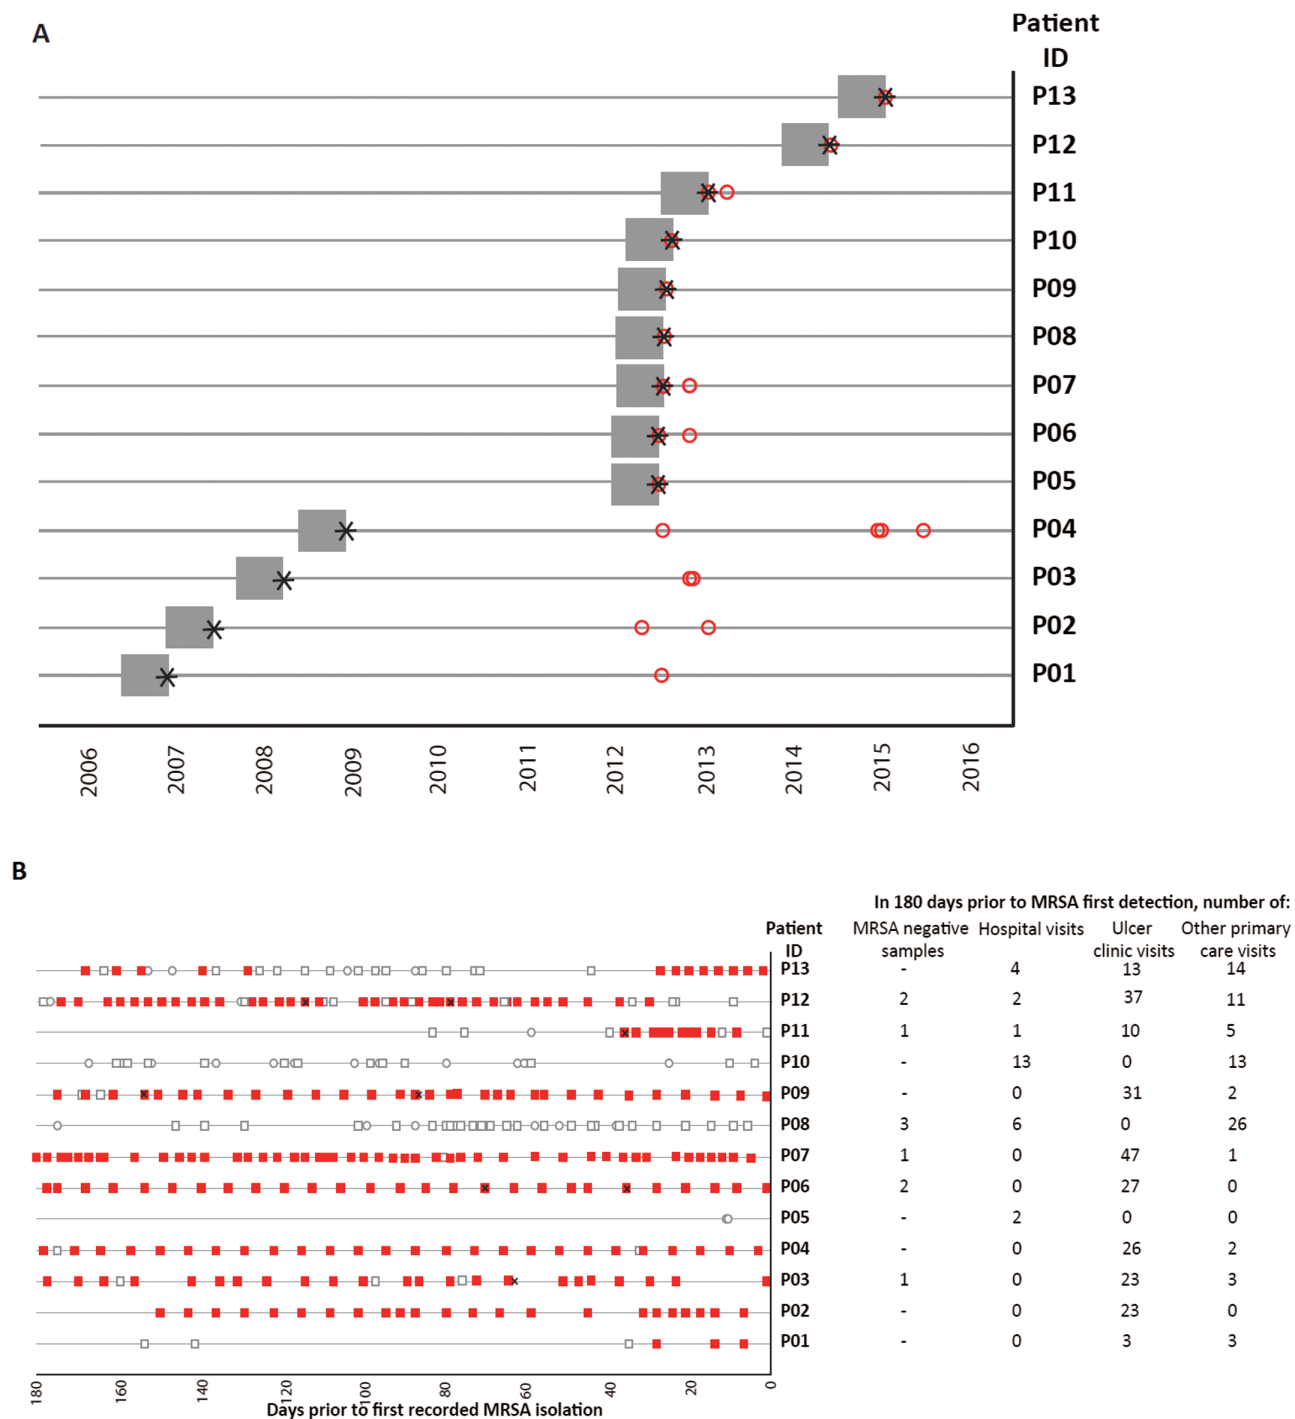 A
Patient
ID
P13
P12
P11
P10
P09
P08
P07
P06
P05
P04
P03
P02
P01
2006 2007 2008 2009 2010 2011 2012 2013 2014 2015 2016
B
In 180 days prior to MRSA first detection, number of:
Patient ID MRSA negative samples Hospital visits Ulcer clinic visits Other primary care visits
P13 - 4 13 14
P12 2 2 37 11
P11 1 1 10 5
P10 - 13 0 13
P09 - 0 31 2
P08 3 6 0 26
P07 1 0 47 1
P06 2 0 27 0
P05 - 2 0 0
P04 - 0 26 2
P03 1 0 23 3
P02 - 0 23 0
P01 - 0 3 3
180 160 140 120 100 80 60 40 20 0
Days prior to first recorded MRSA isolation